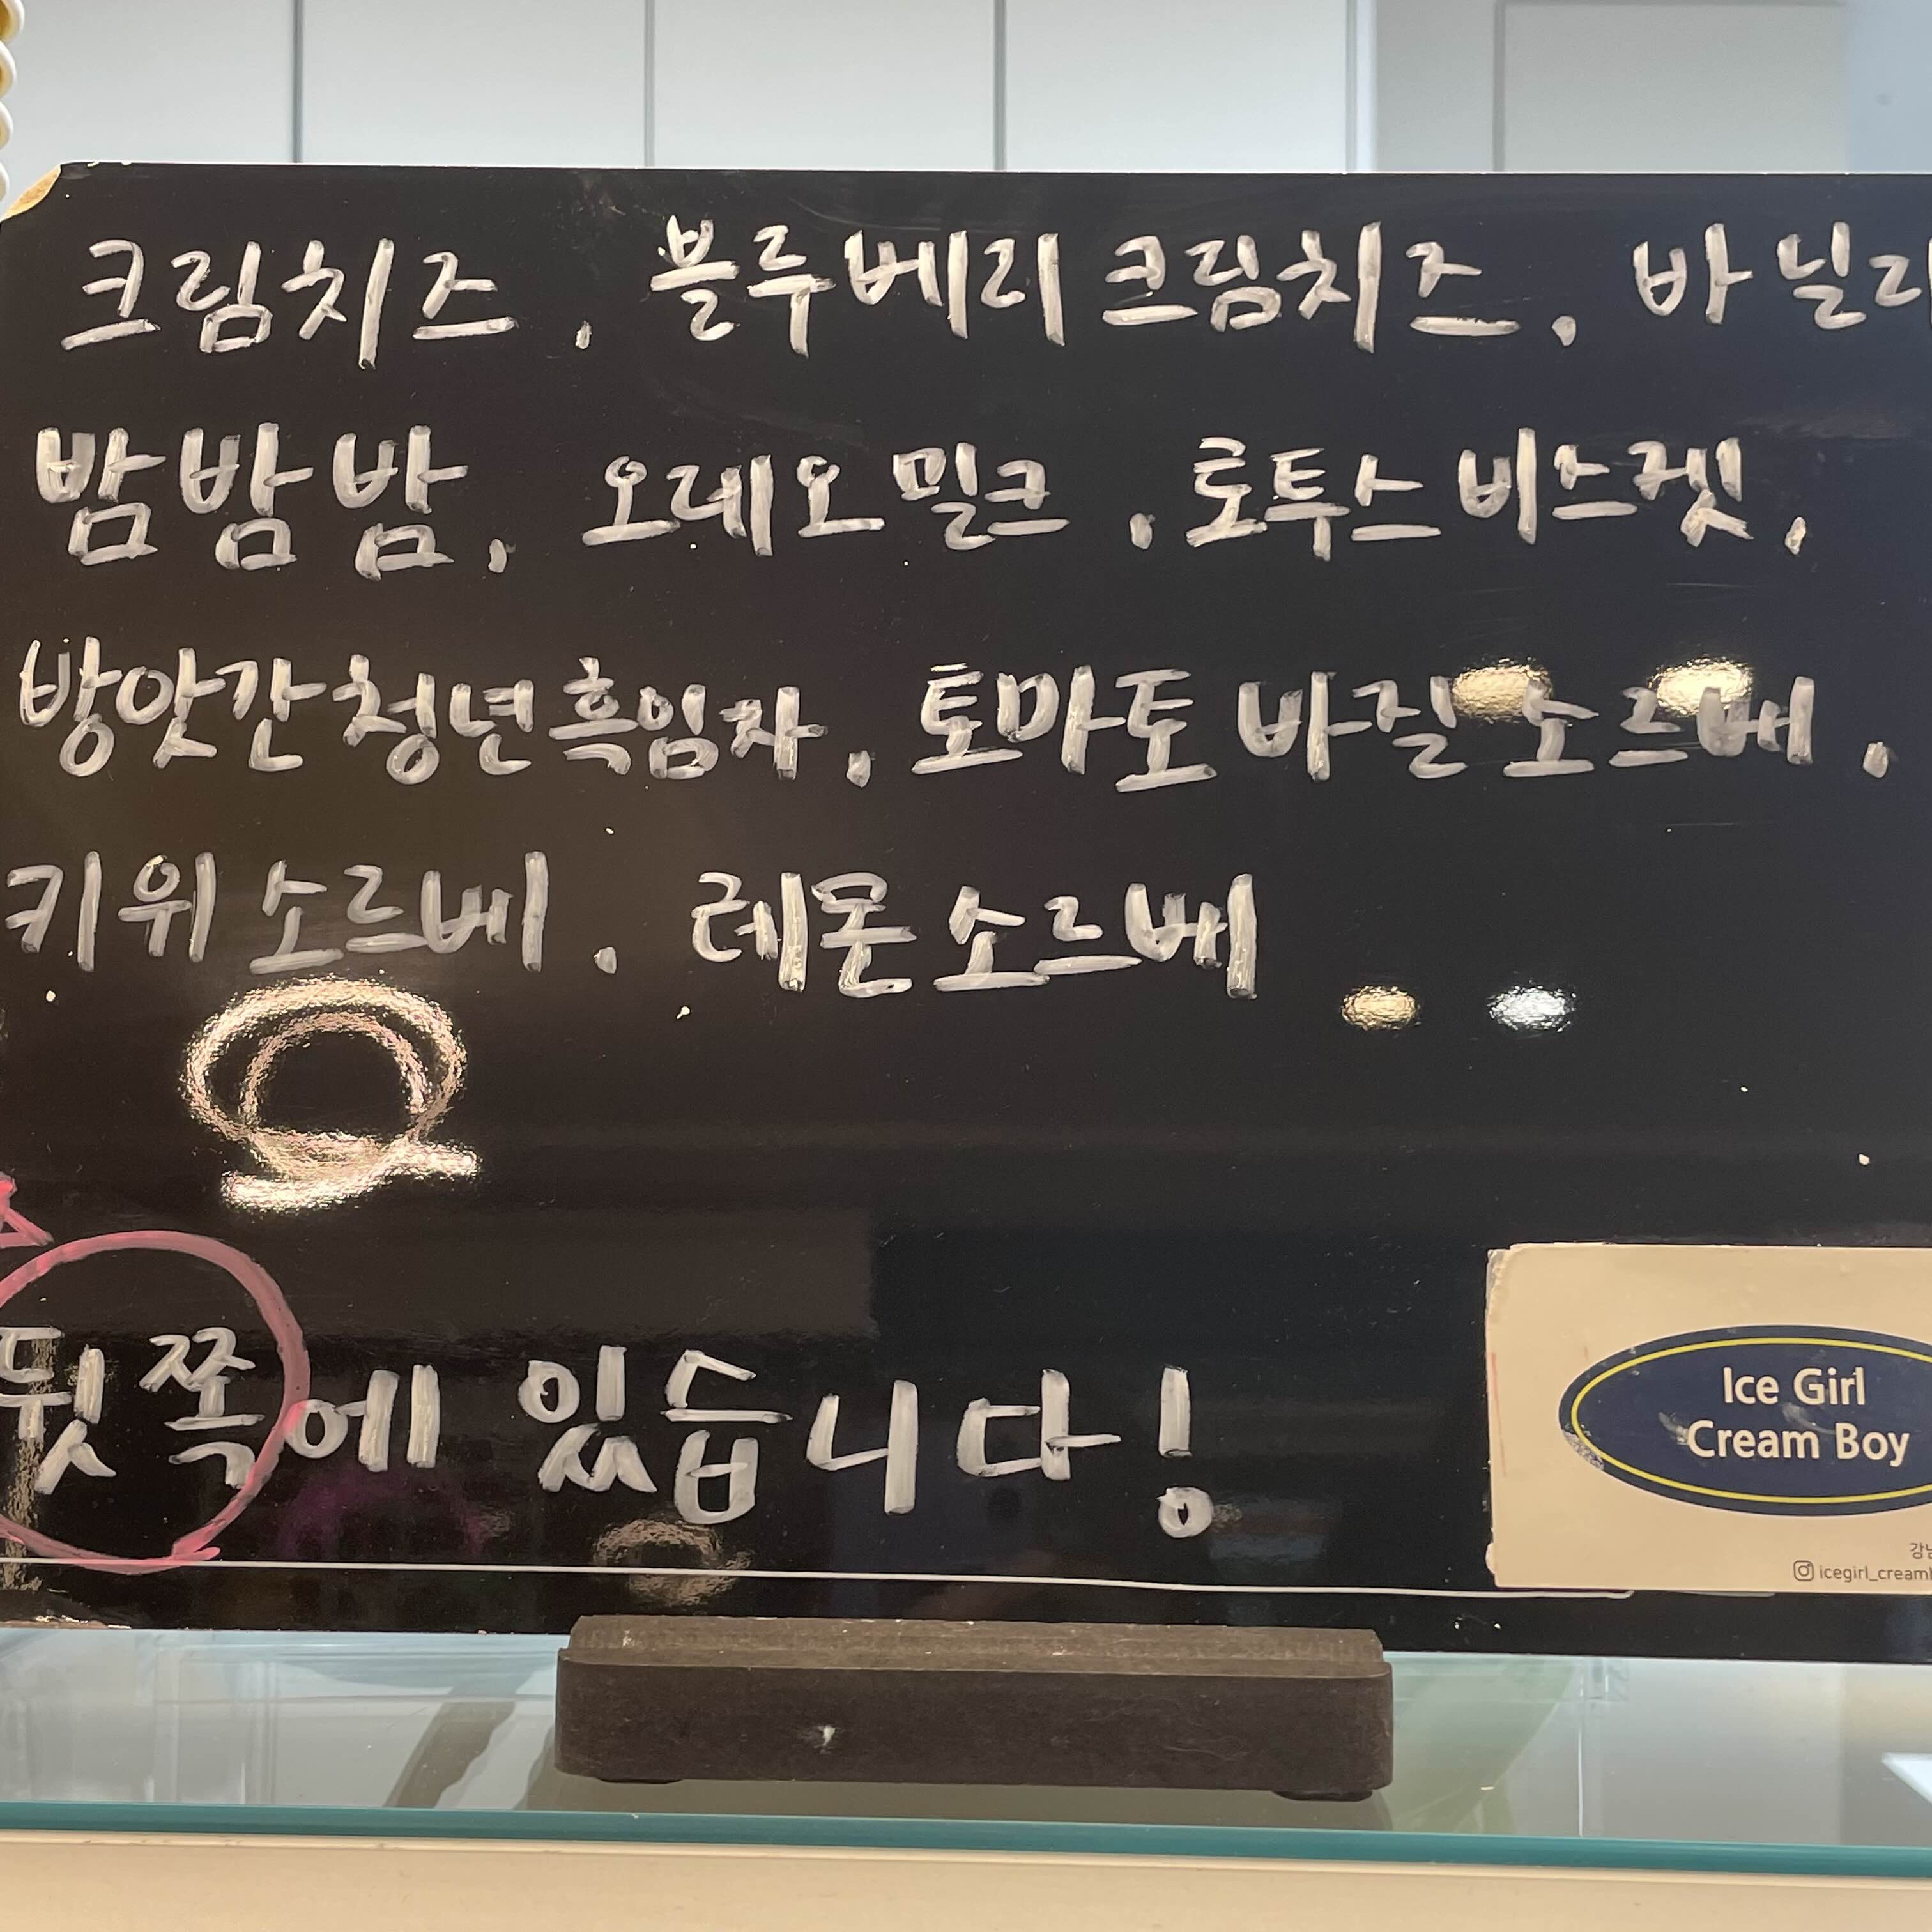 크림치즈, 블루베리크림치즈, 바닐라
밤밤밤, 오레오밀크, 로투스비스켓,
방앗간청년흑임자, 토마토 바질 소르베,
키위 소르베, 레몬 소르베
뒷쪽에 있습니다!
Ice Girl
Cream Boy